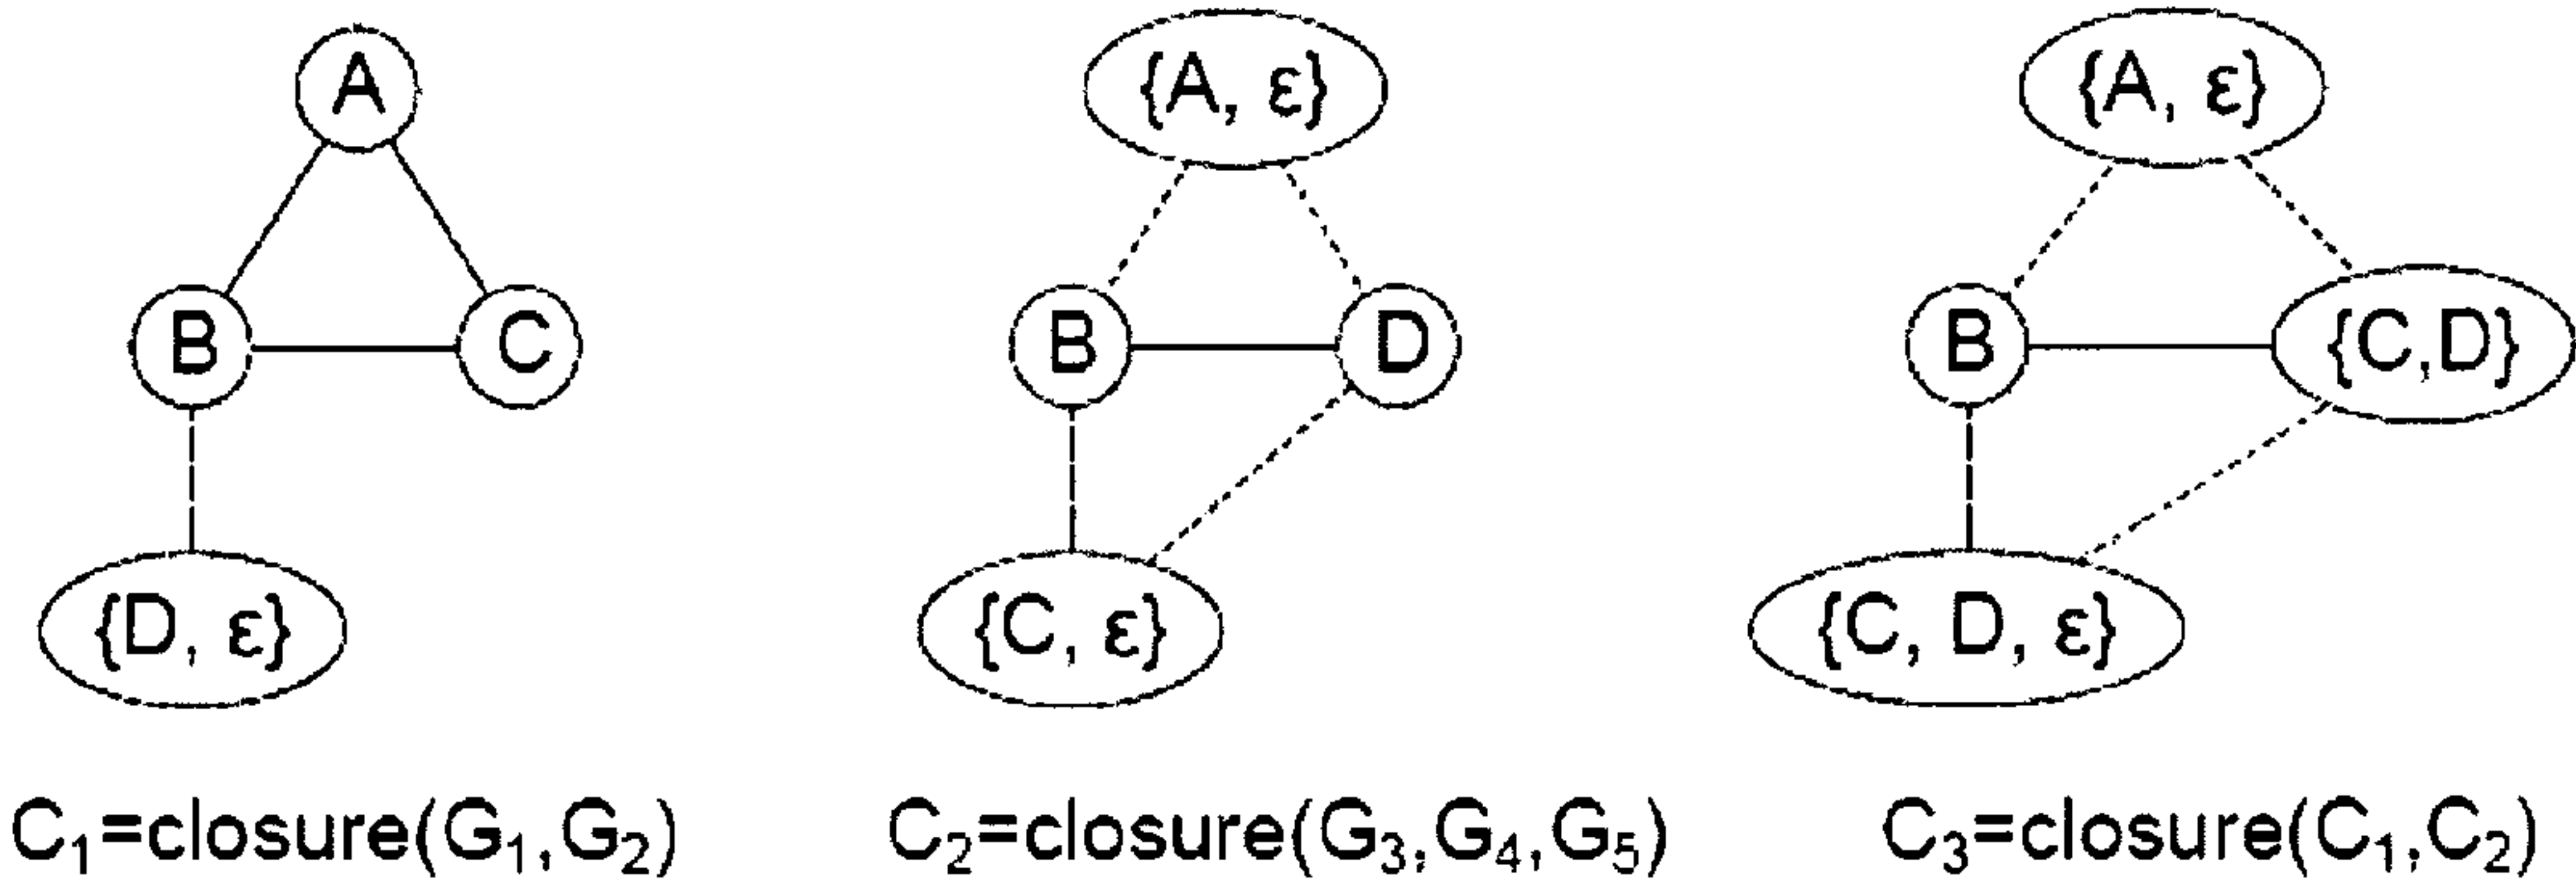 A
B
C
{D, ε}
C₁=closure(G₁,G₂)
{A, ε}
B
D
{C, ε}
C₂=closure(G₃,G₄,G₅)
{A, ε}
B
{C,D}
{C, D, ε}
C₃=closure(C₁,C₂)